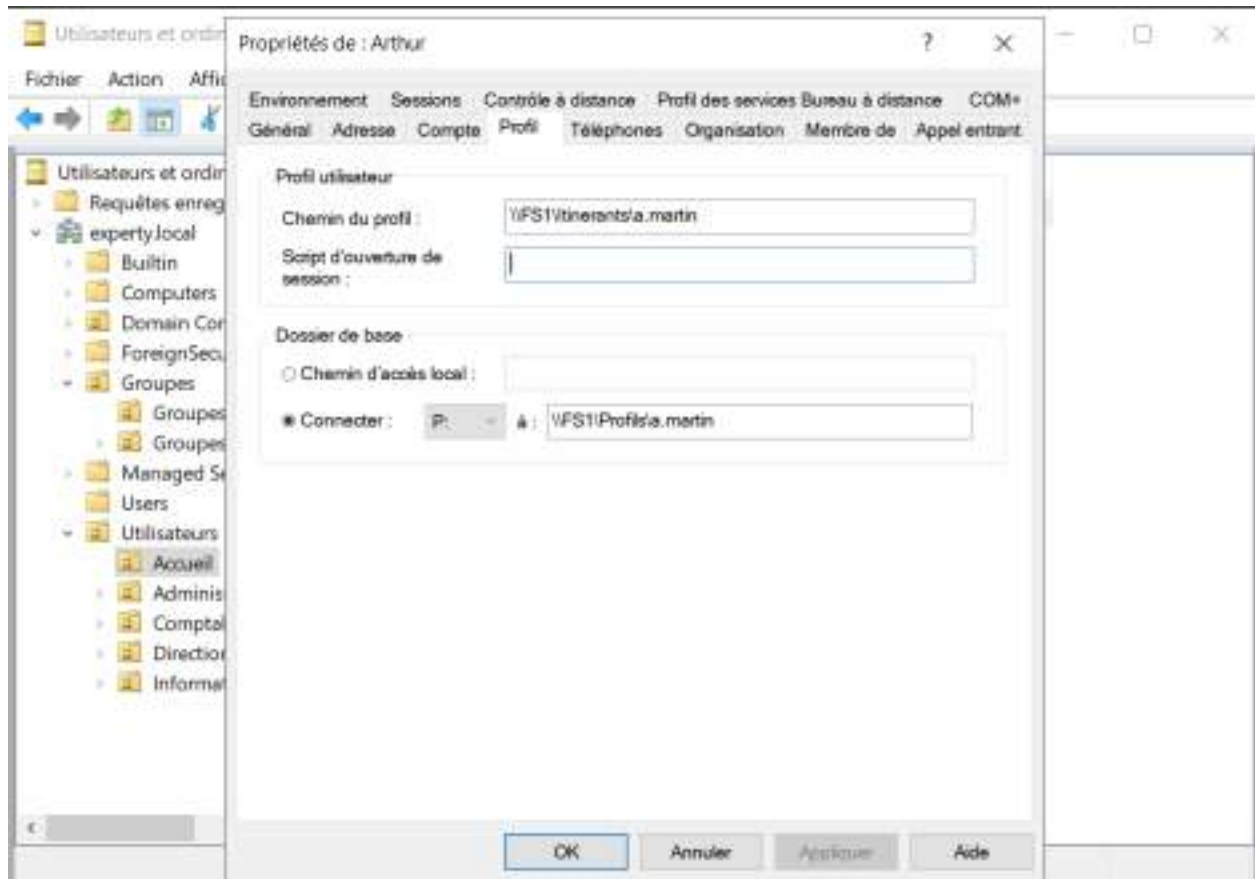 Utilisateurs et ordin
Propriétés de : Arthur
Fichier Action Affic
Environnement Sessions Contrôle à distance Profil des services Bureau à distance COM+
Général Adresse Compte Profil Téléphones Organisation Membre de Appel entrant
Utilisateurs et ordin
Requêtes enreg
experty.local
Builtin
Computers
Domain Con
ForeignSecu
Groupes
Groupes
Groupes
Managed Se
Users
Utilisateurs
Accueil
Adminis
Comptal
Direction
Informat
Profil utilisateur
Chemin du profil : \\FS1\Itinerants\a.martin
Script d'ouverture de
session :
Dossier de base
Chemin d'accès local :
Connecter : P: à : \\FS1\Profils\a.martin
OK Annuler Appliquer Aide